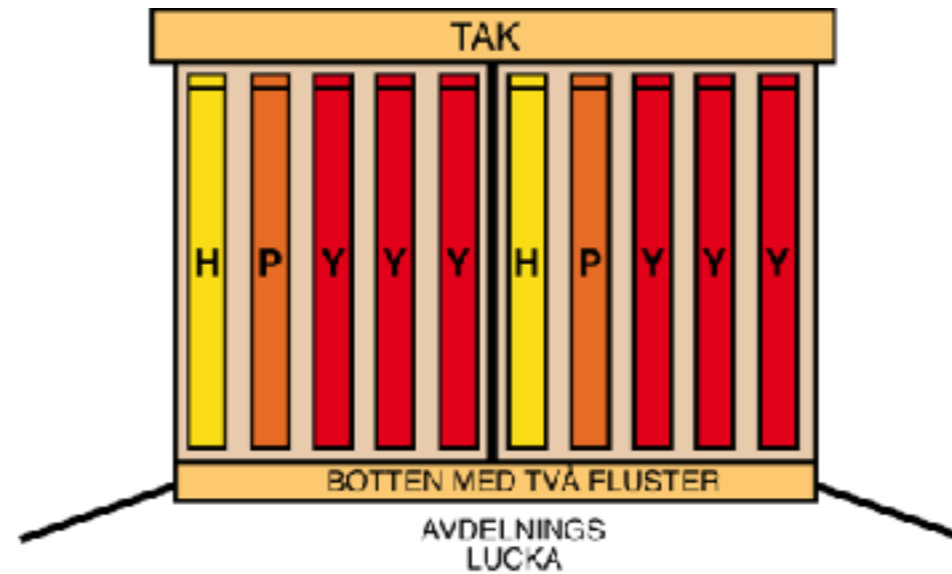 TAK
H P Y Y Y H P Y Y Y
BOTTEN MED TVÅ FLUSTER
AVDELNINGS
LUCKA